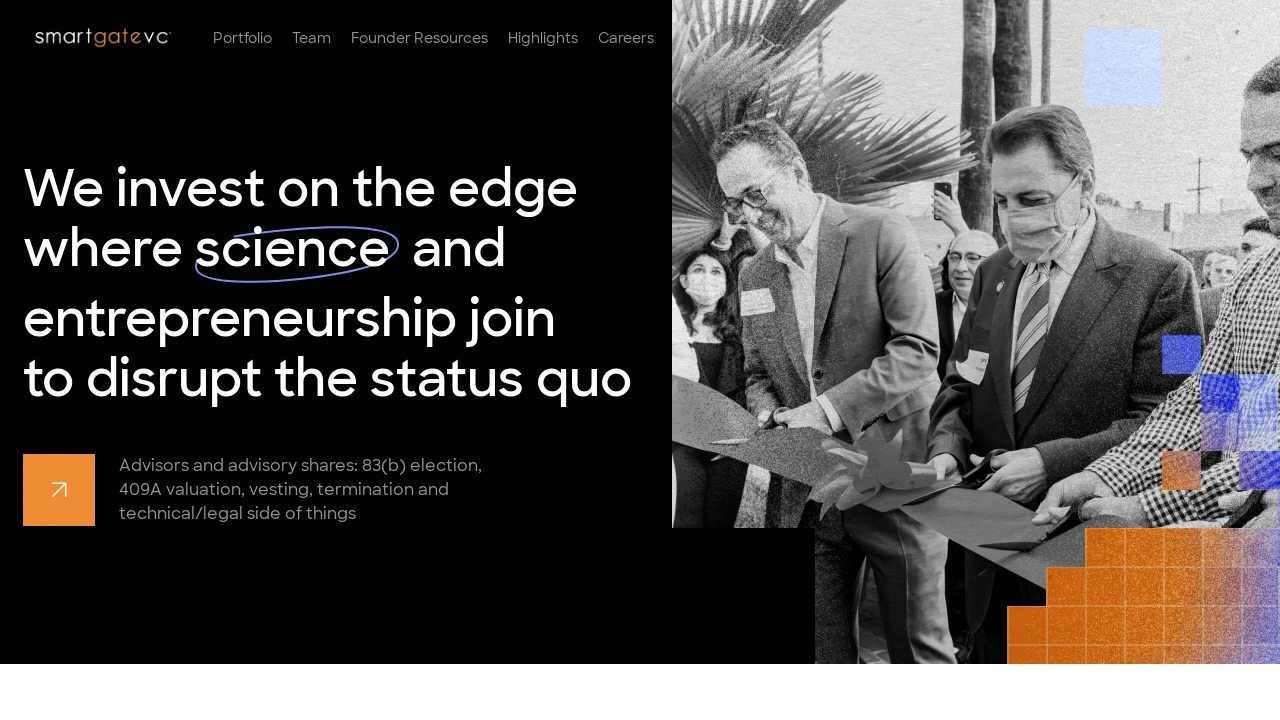 smartgatevc
Portfolio
Team
Founder Resources
Highlights
Careers
We invest on the edge
where science and
entrepreneurship join
to disrupt the status quo
Advisors and advisory shares: 83(b) election,
409A valuation, vesting, termination and
technical/legal side of things